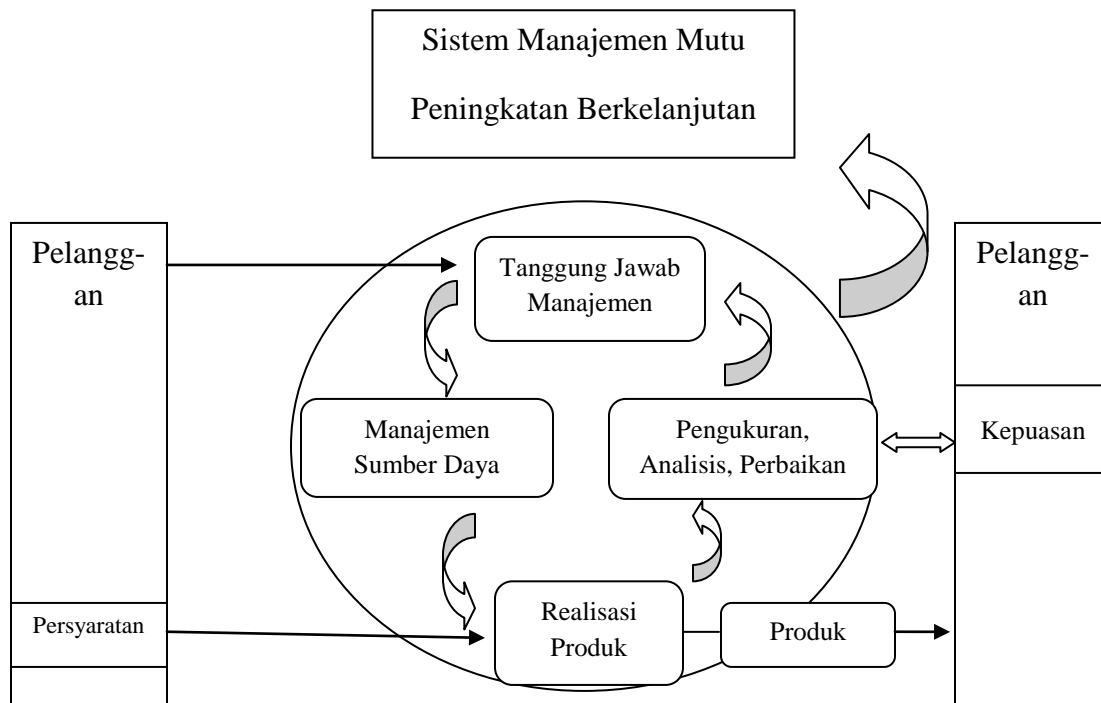 Sistem Manajemen Mutu
Peningkatan Berkelanjutan
Pelangg-
an
Tanggung Jawab
Manajemen
Pelangg-
an
Manajemen
Sumber Daya
Pengukuran,
Analisis, Perbaikan
Kepuasan
Persyaratan
Realisasi
Produk
Produk